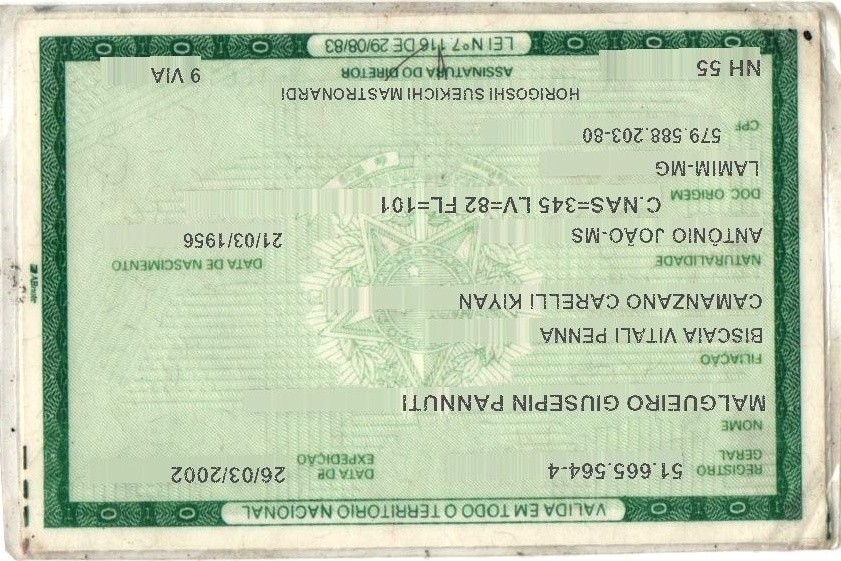 VALIDA EM TODO O TERRITÓRIO NACIONAL
REGISTRO GERAL 51.665.564-4 DATA DE EXPEDIÇÃO 26/03/2002
NOME
MALGUEIRO GIUSEPIN PANNUTI
FILIAÇÃO
BISCAIA VITALI PENNA
CAMANZANO CARELLI KIYAN
NATURALIDADE DATA DE NASCIMENTO
ANTÔNIO JOÃO-MS 21/03/1956
DOC ORIGEM C.NAS=345 LV=82 FL=101
LAMIM-MG
CPF 579.588.203-80
HORIGOSHI SUEKICHI MASTRONARDI
NH 55 ASSINATURA DO DIRETOR 9 VIA
LEI Nº 7.116 DE 29/08/83